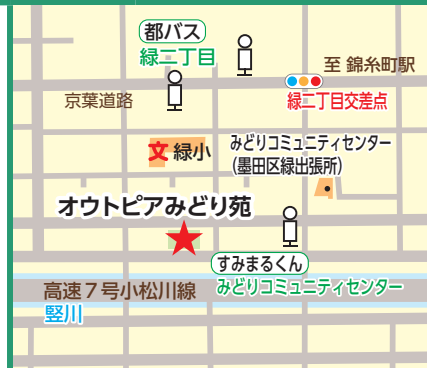 都バス
緑二丁目
至 錦糸町駅
京葉道路
緑二丁目交差点
文 緑小
みどりコミュニティセンター
(墨田区緑出張所)
オウトピアみどり苑
すみまるくん
みどりコミュニティセンター
高速7号小松川線
竪川